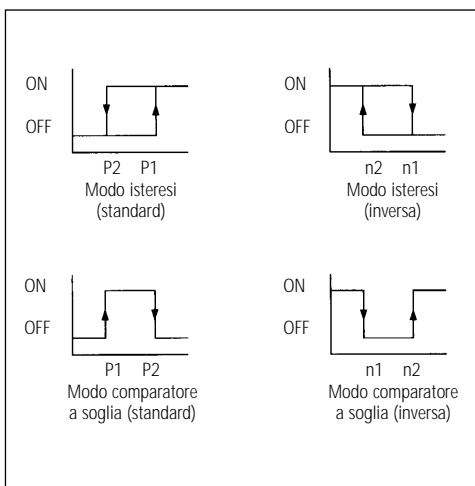 ON
OFF
P2 P1
Modo isteresi
(standard)
ON
OFF
n2 n1
Modo isteresi
(inversa)
ON
OFF
P1 P2
Modo comparatore
a soglia (standard)
ON
OFF
n1 n2
Modo comparatore
a soglia (inversa)